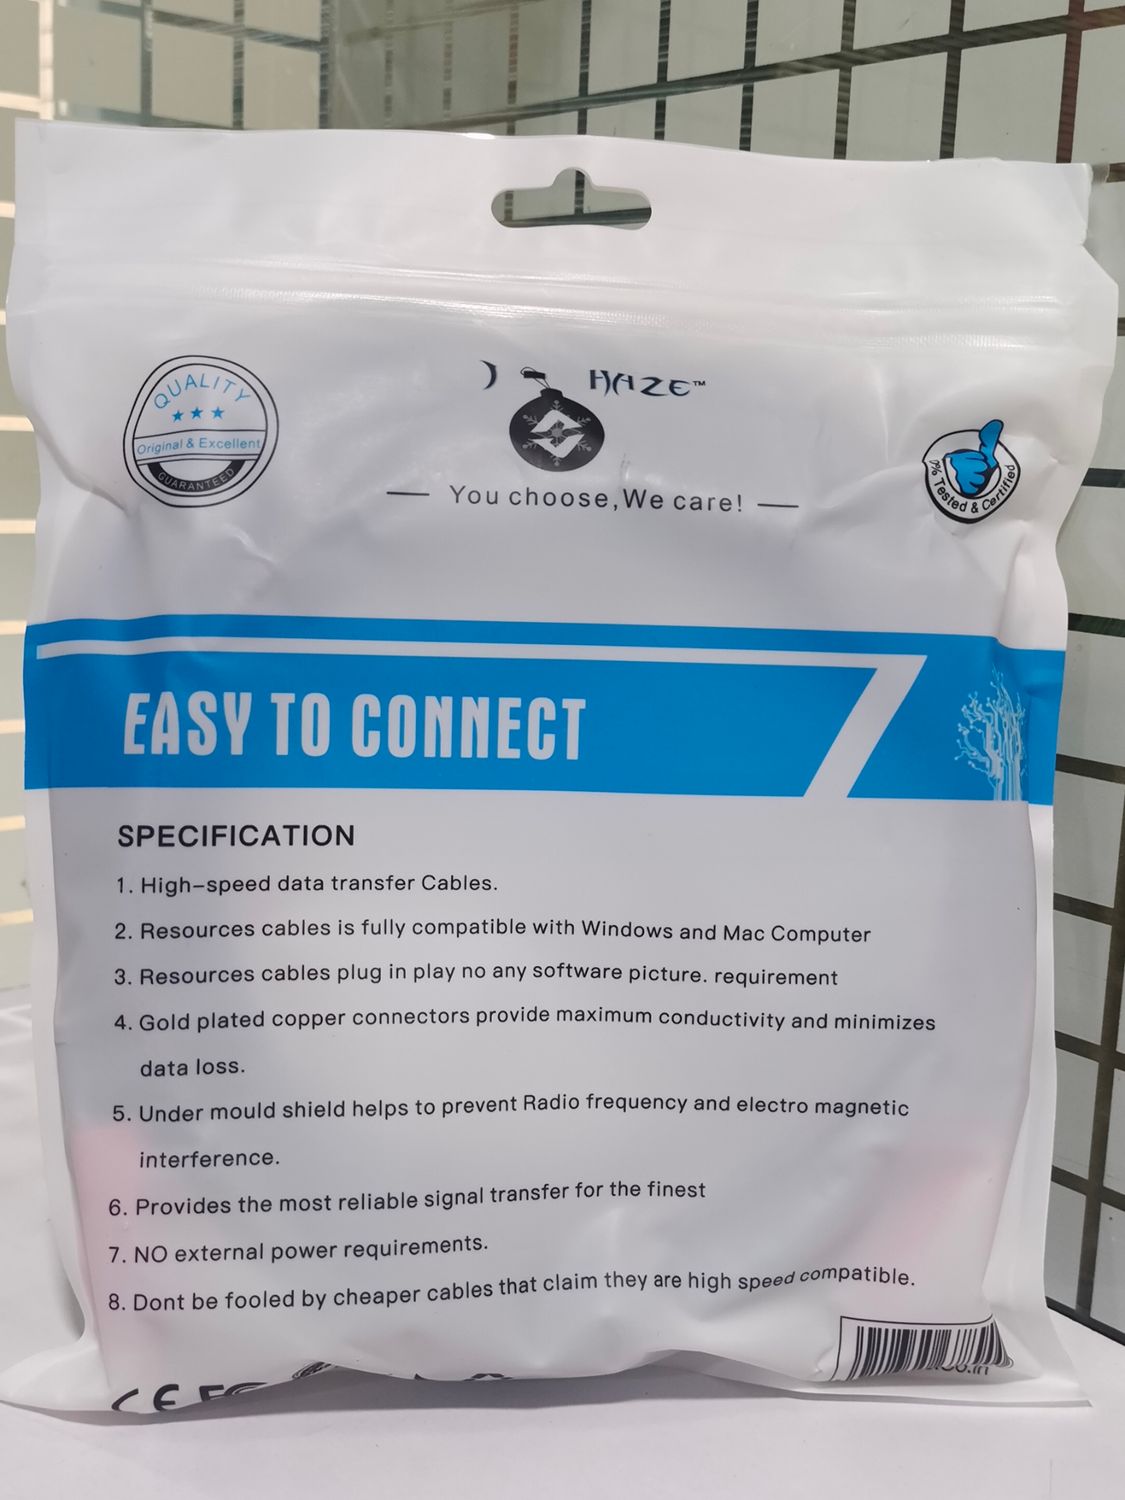 QUALITY
Original & Excellent
GUARANTEED
HAZE™
You choose,We care!
% Tested & Certified
EASY TO CONNECT
SPECIFICATION
1. High-speed data transfer Cables.
2. Resources cables is fully compatible with Windows and Mac Computer
3. Resources cables plug in play no any software picture. requirement
4. Gold plated copper connectors provide maximum conductivity and minimizes
data loss.
5. Under mould shield helps to prevent Radio frequency and electro magnetic
interference.
6. Provides the most reliable signal transfer for the finest
7. NO external power requirements.
8. Dont be fooled by cheaper cables that claim they are high speed compatible.
.co.in
CE